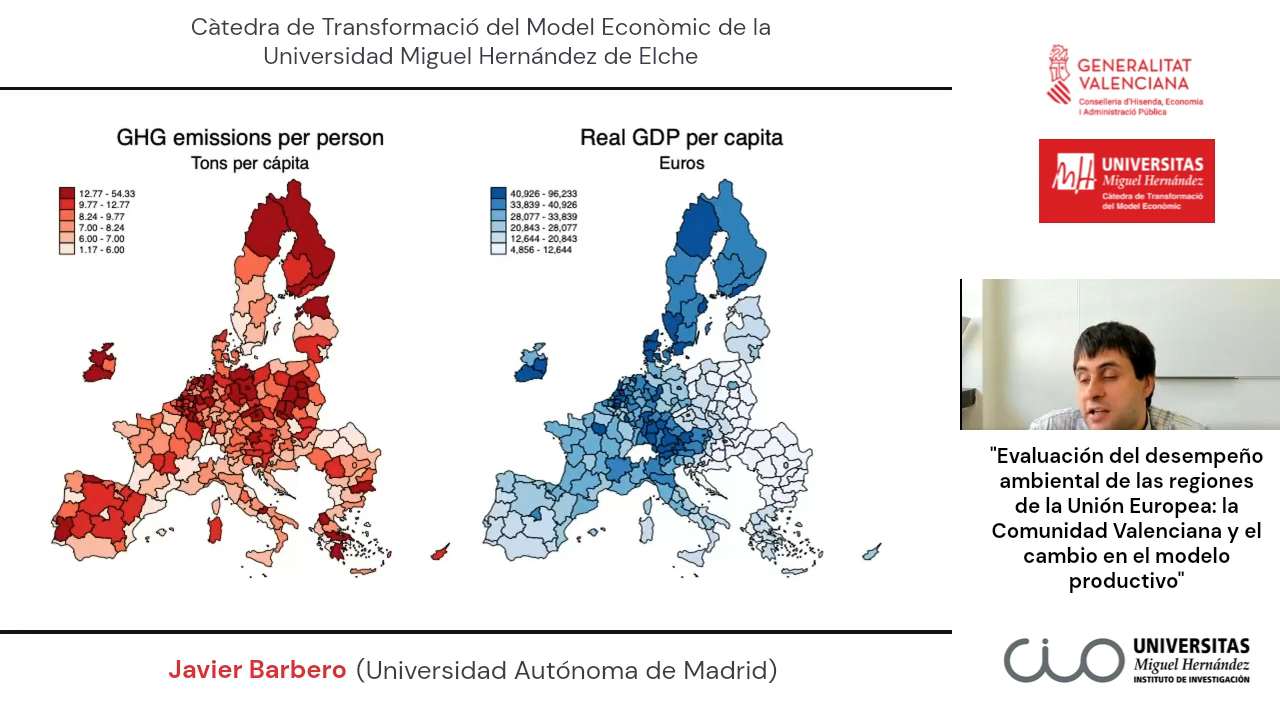 Càtedra de Transformació del Model Econòmic de la
Universidad Miguel Hernández de Elche
GHG emissions per person
Tons per cápita
12.77 - 54.33
9.77 - 12.77
8.24 - 9.77
7.00 - 8.24
6.00 - 7.00
1.17 - 6.00
Real GDP per capita
Euros
40,926 - 96,233
33,839 - 40,926
28,077 - 33,839
20,843 - 28,077
12,644 - 20,843
4,856 - 12,644
Javier Barbero (Universidad Autónoma de Madrid)
GENERALITAT
VALENCIANA
Conselleria d'Hisenda, Economia
i Administració Pública
UNIVERSITAS
Miguel Hernández
Càtedra de Transformació
del Model Econòmic
"Evaluación del desempeño
ambiental de las regiones
de la Unión Europea: la
Comunidad Valenciana y el
cambio en el modelo
productivo"
CIO
UNIVERSITAS
Miguel Hernández
INSTITUTO DE INVESTIGACIÓN